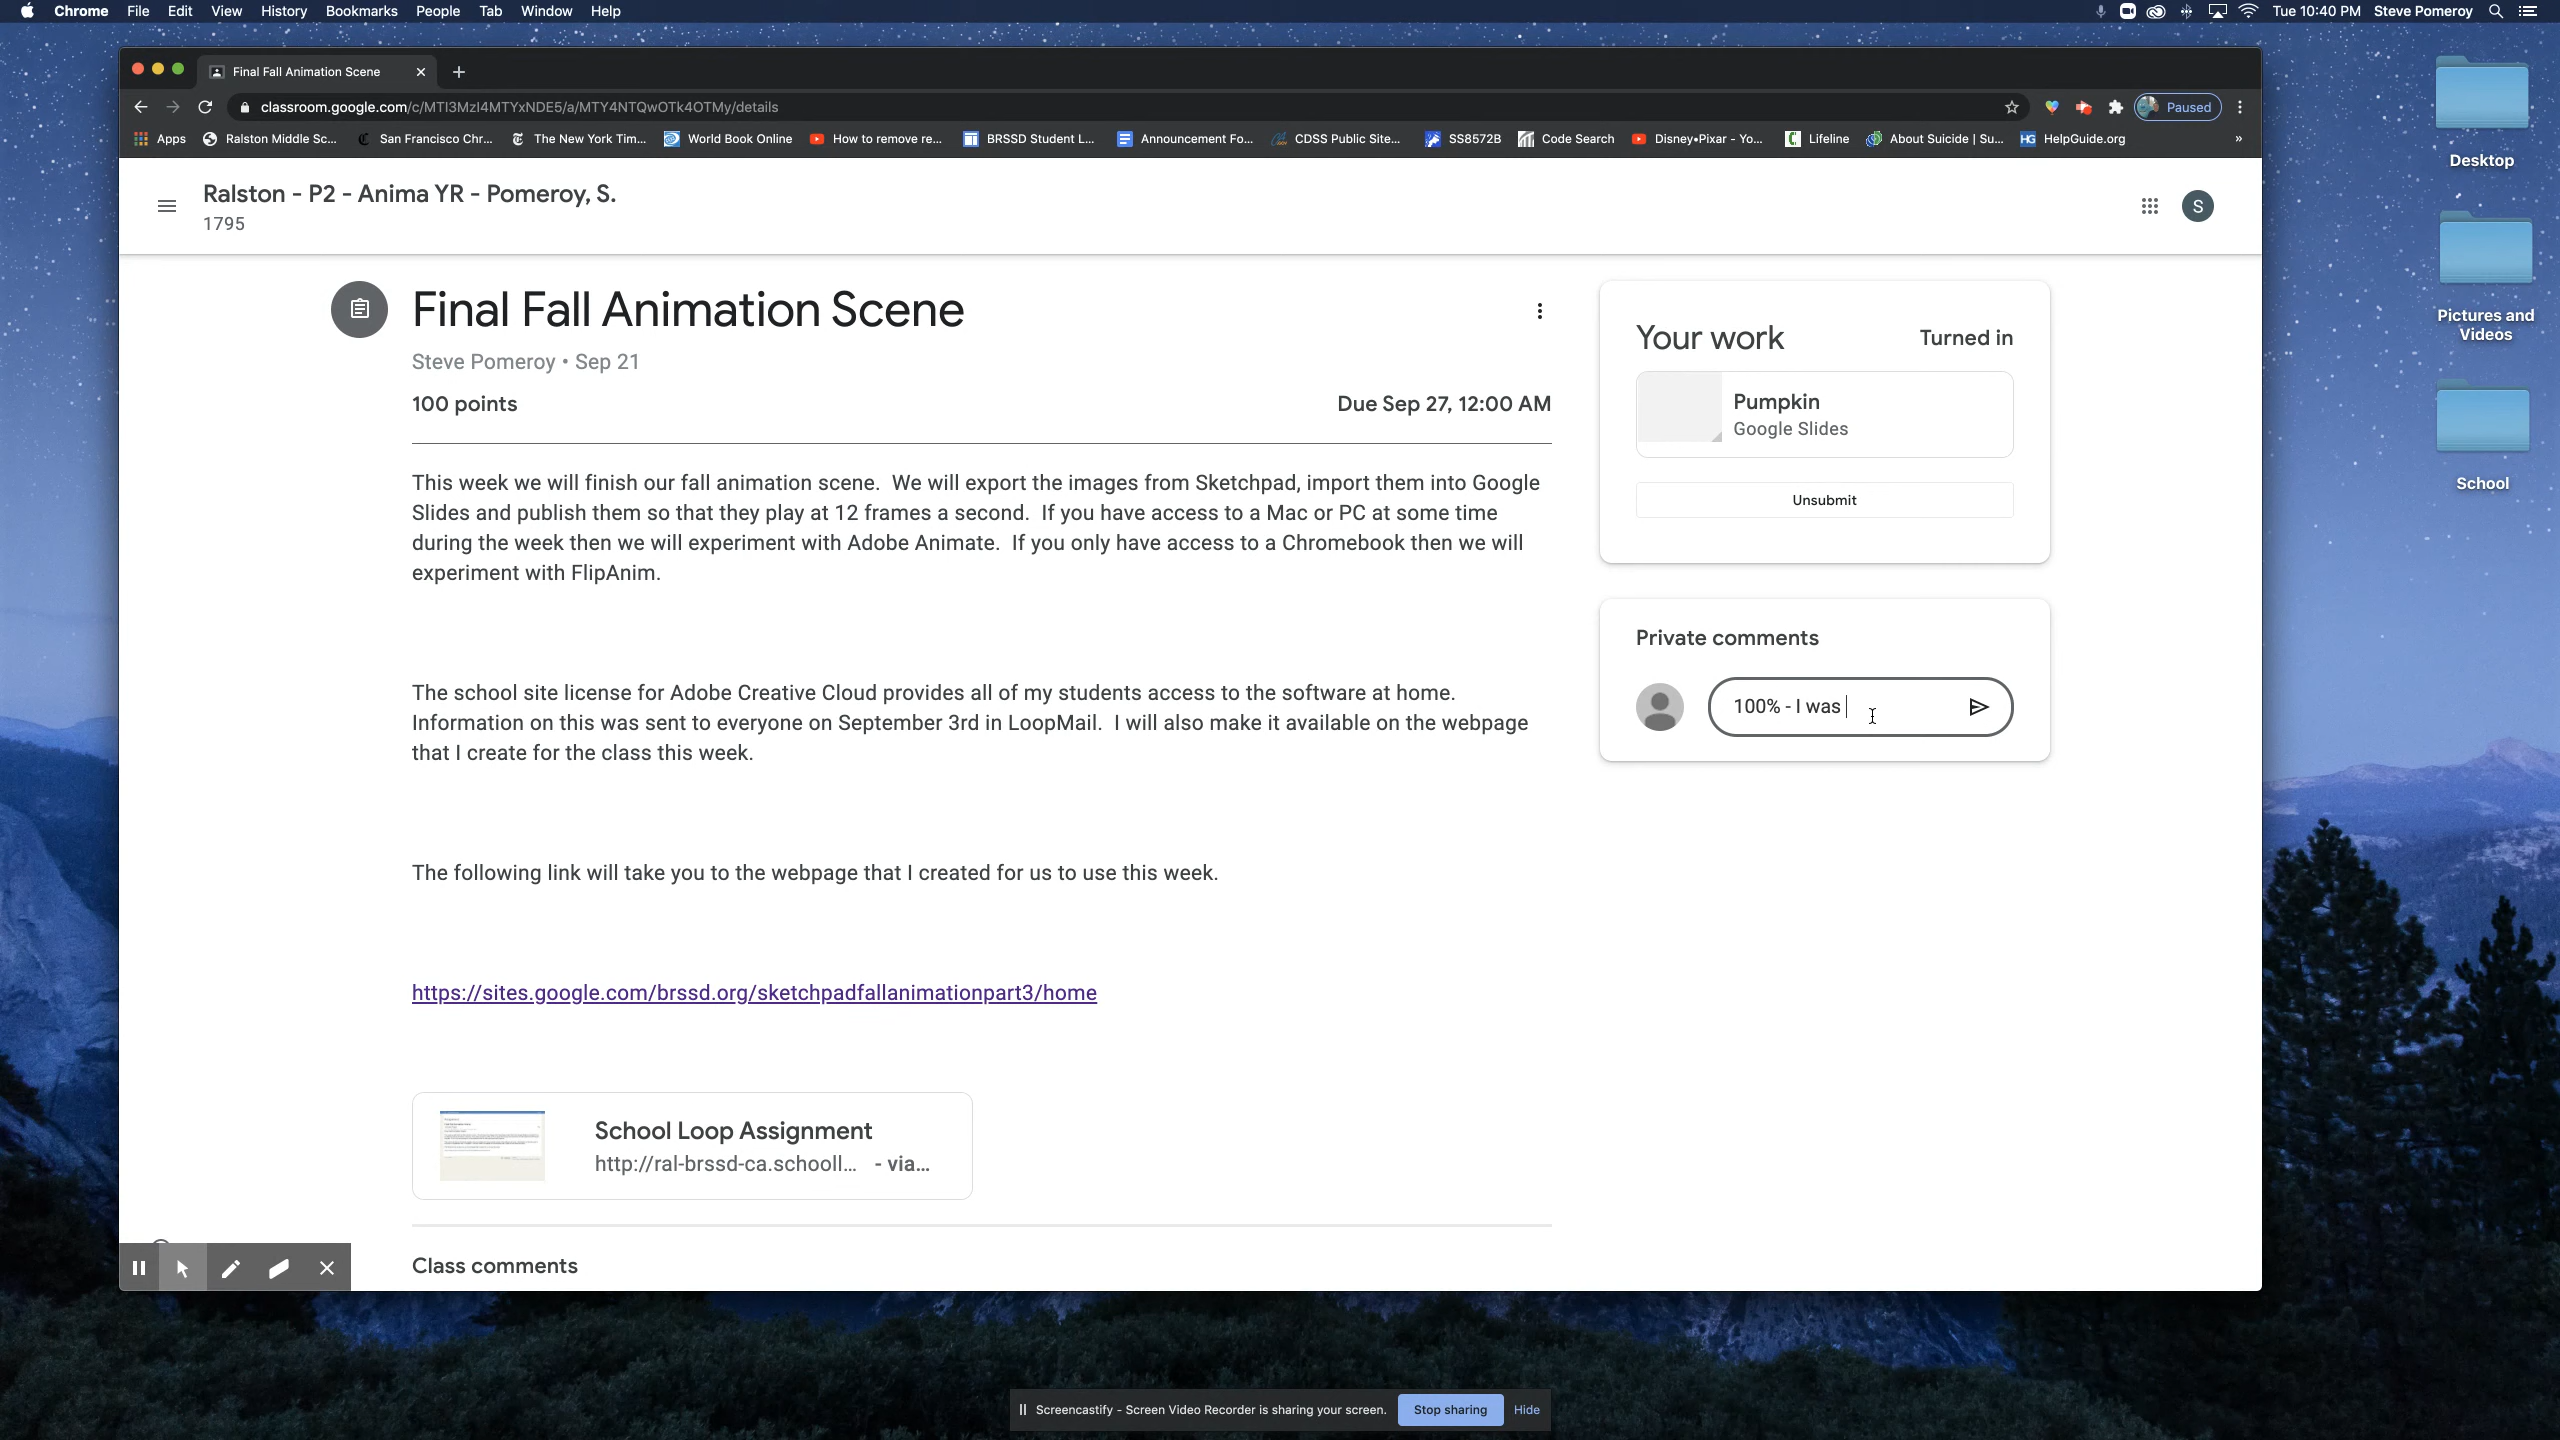 Chrome File Edit View History Bookmarks People Tab Window Help
Tue 10:40 PM Steve Pomeroy
Final Fall Animation Scene
classroom.google.com/c/MTI3MzI4MTYxNDE5/a/MTY4NTQwOTk4OTMy/details
Paused
Apps Ralston Middle Sc... San Francisco Chr... The New York Tim... World Book Online How to remove re... BRSSD Student L... Announcement Fo... CDSS Public Site... SS8572B Code Search Disney•Pixar - Yo... Lifeline About Suicide | Su... HG HelpGuide.org »
Ralston - P2 - Anima YR - Pomeroy, S.
1795
S
Final Fall Animation Scene
Steve Pomeroy • Sep 21
100 points
Due Sep 27, 12:00 AM
This week we will finish our fall animation scene. We will export the images from Sketchpad, import them into Google
Slides and publish them so that they play at 12 frames a second. If you have access to a Mac or PC at some time
during the week then we will experiment with Adobe Animate. If you only have access to a Chromebook then we will
experiment with FlipAnim.
The school site license for Adobe Creative Cloud provides all of my students access to the software at home.
Information on this was sent to everyone on September 3rd in LoopMail. I will also make it available on the webpage
that I create for the class this week.
The following link will take you to the webpage that I created for us to use this week.
https://sites.google.com/brssd.org/sketchpadfallanimationpart3/home
School Loop Assignment
http://ral-brssd-ca.schooll... - via...
Class comments
Your work
Turned in
Pumpkin
Google Slides
Unsubmit
Private comments
100% - I was
Desktop
Pictures and
Videos
School
Screencastify - Screen Video Recorder is sharing your screen.
Stop sharing
Hide